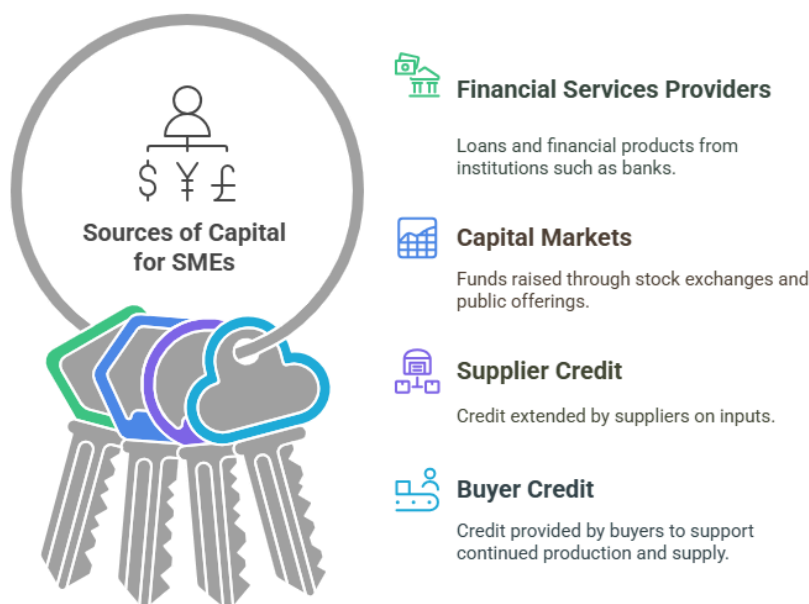 Sources of Capital
for SMEs
Financial Services Providers
Loans and financial products from
institutions such as banks.
Capital Markets
Funds raised through stock exchanges and
public offerings.
Supplier Credit
Credit extended by suppliers on inputs.
Buyer Credit
Credit provided by buyers to support
continued production and supply.